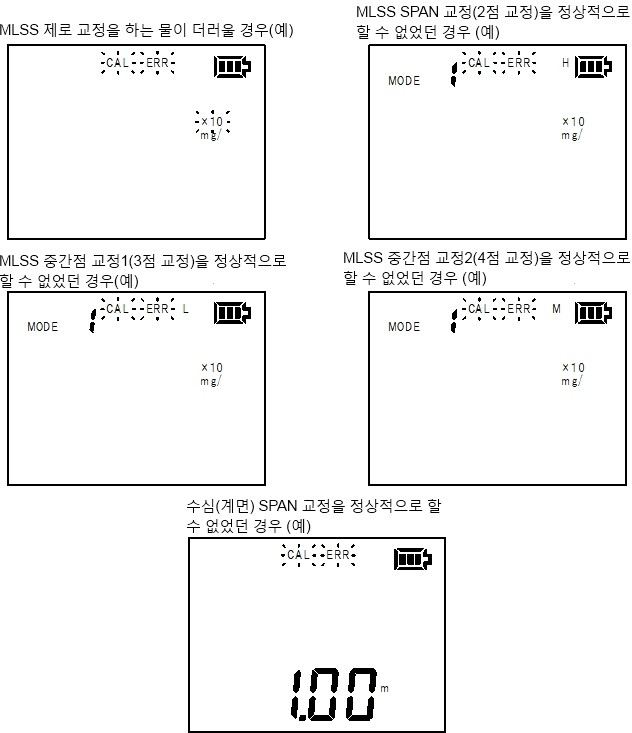 MLSS 제로 교정을 하는 물이 더러울 경우(예)
CAL ERR
×10
mg/
MLSS SPAN 교정(2점 교정)을 정상적으로
할 수 없었던 경우 (예)
CAL ERR H
MODE 1
×10
mg/
MLSS 중간점 교정1(3점 교정)을 정상적으로
할 수 없었던 경우(예)
CAL ERR L
MODE 1
×10
mg/
MLSS 중간점 교정2(4점 교정)을 정상적으로
할 수 없었던 경우 (예)
CAL ERR M
MODE 1
×10
mg/
수심(계면) SPAN 교정을 정상적으로 할
수 없었던 경우 (예)
CAL ERR
1.00 m